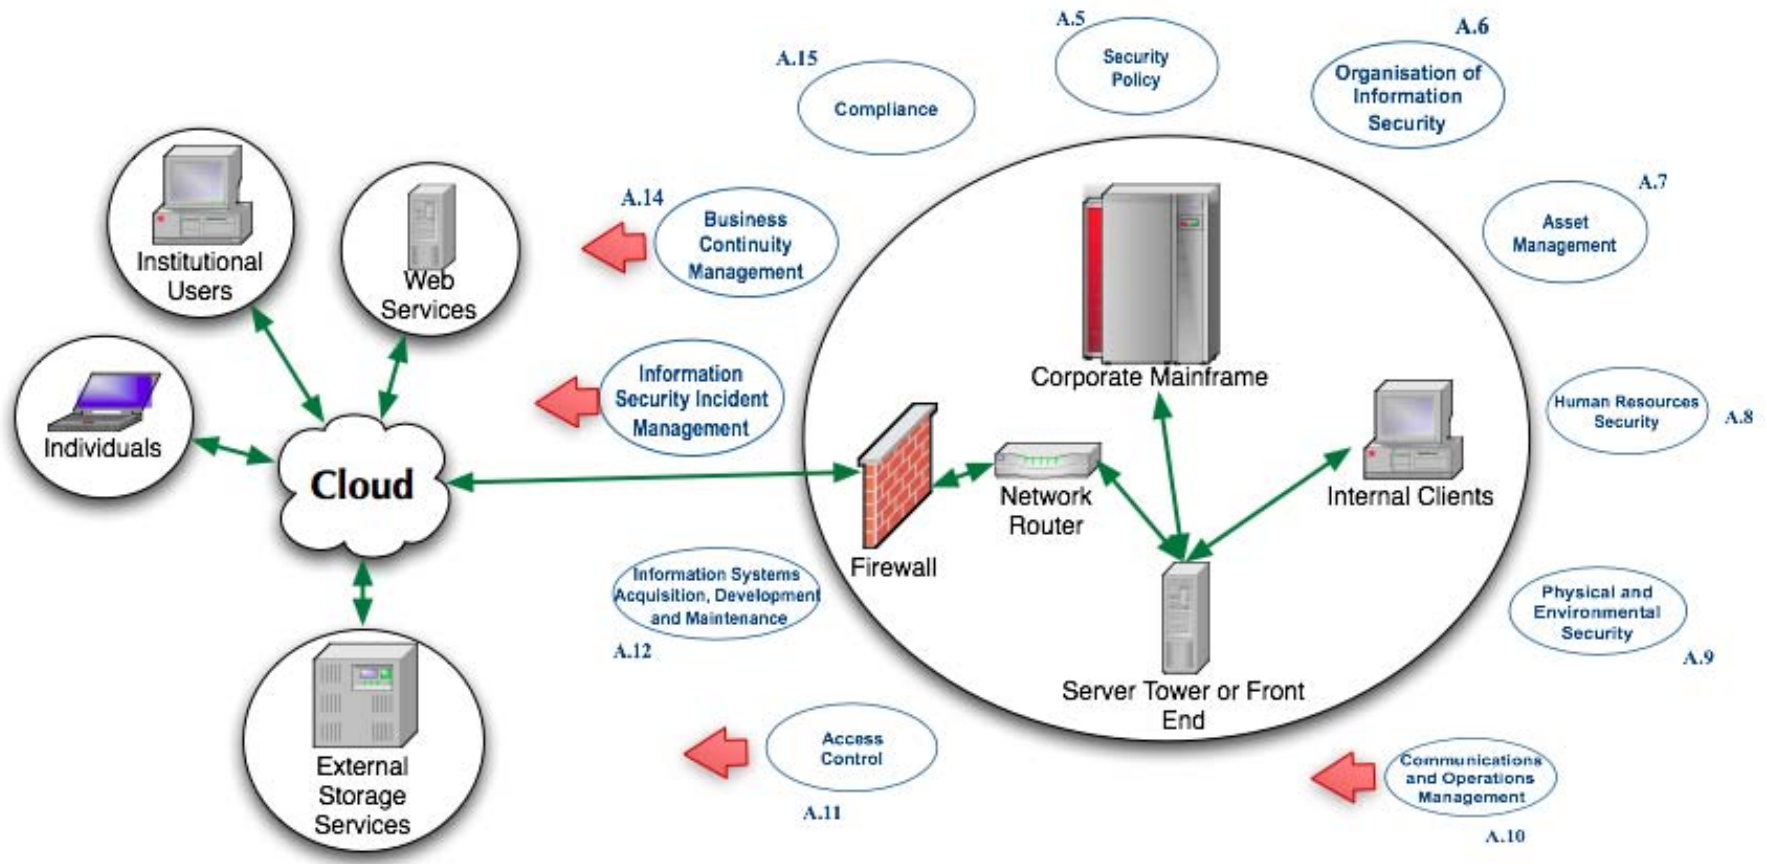 A.5
Security
Policy
A.6
Organisation of
Information
Security
A.15
Compliance
A.7
Asset
Management
A.14
Business
Continuity
Management
Institutional
Users
Web
Services
Information
Security Incident
Management
Corporate Mainframe
Human Resources
Security
A.8
Individuals
Cloud
Network
Router
Internal Clients
Firewall
Information Systems
Acquisition, Development
and Maintenance
A.12
Physical and
Environmental
Security
A.9
Server Tower or Front
End
Access
Control
A.11
External
Storage
Services
Communications
and Operations
Management
A.10